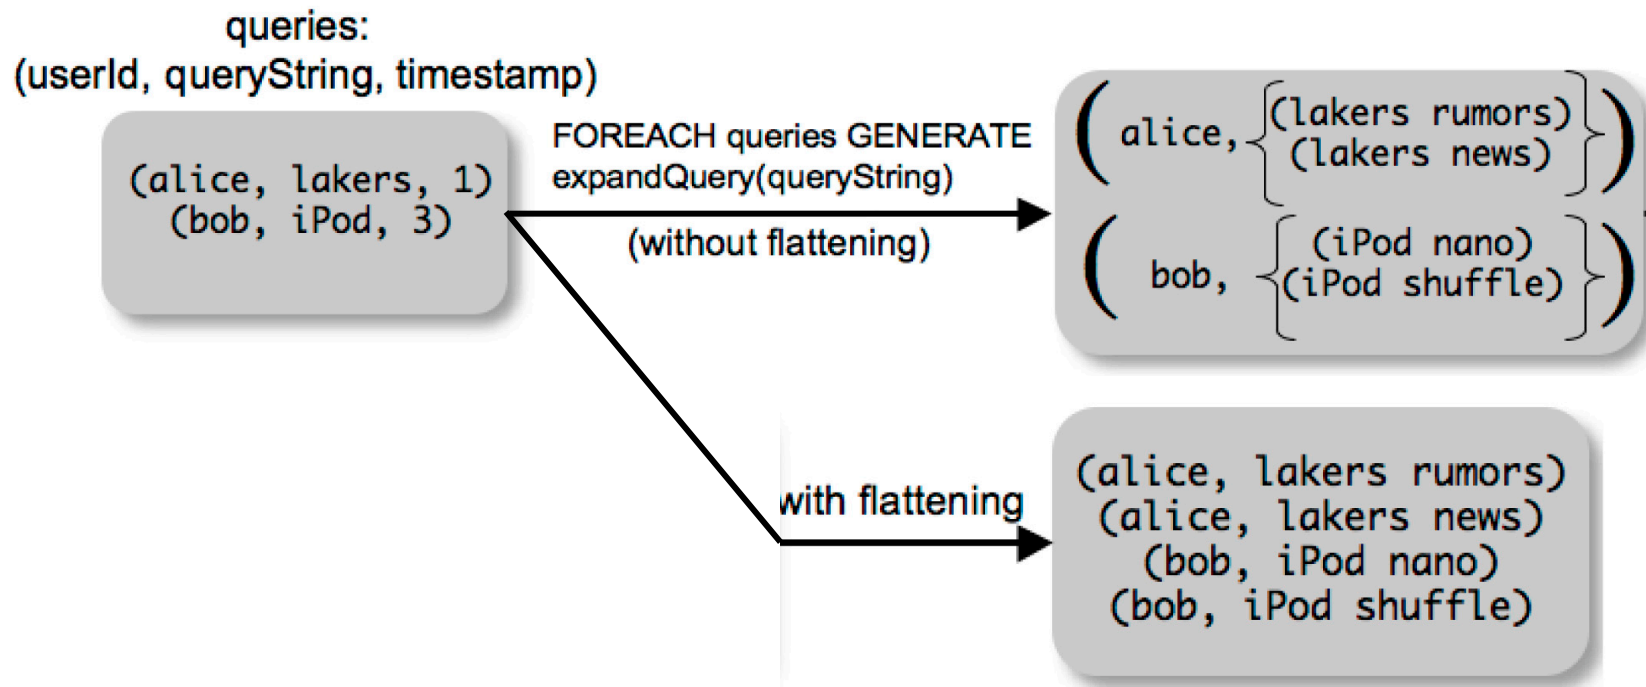 queries:
(userId, queryString, timestamp)
(alice, lakers, 1)
(bob, iPod, 3)
FOREACH queries GENERATE
expandQuery(queryString)
(without flattening)
( alice, { (lakers rumors)
(lakers news) } )
( bob, { (iPod nano)
(iPod shuffle) } )
with flattening
(alice, lakers rumors)
(alice, lakers news)
(bob, iPod nano)
(bob, iPod shuffle)